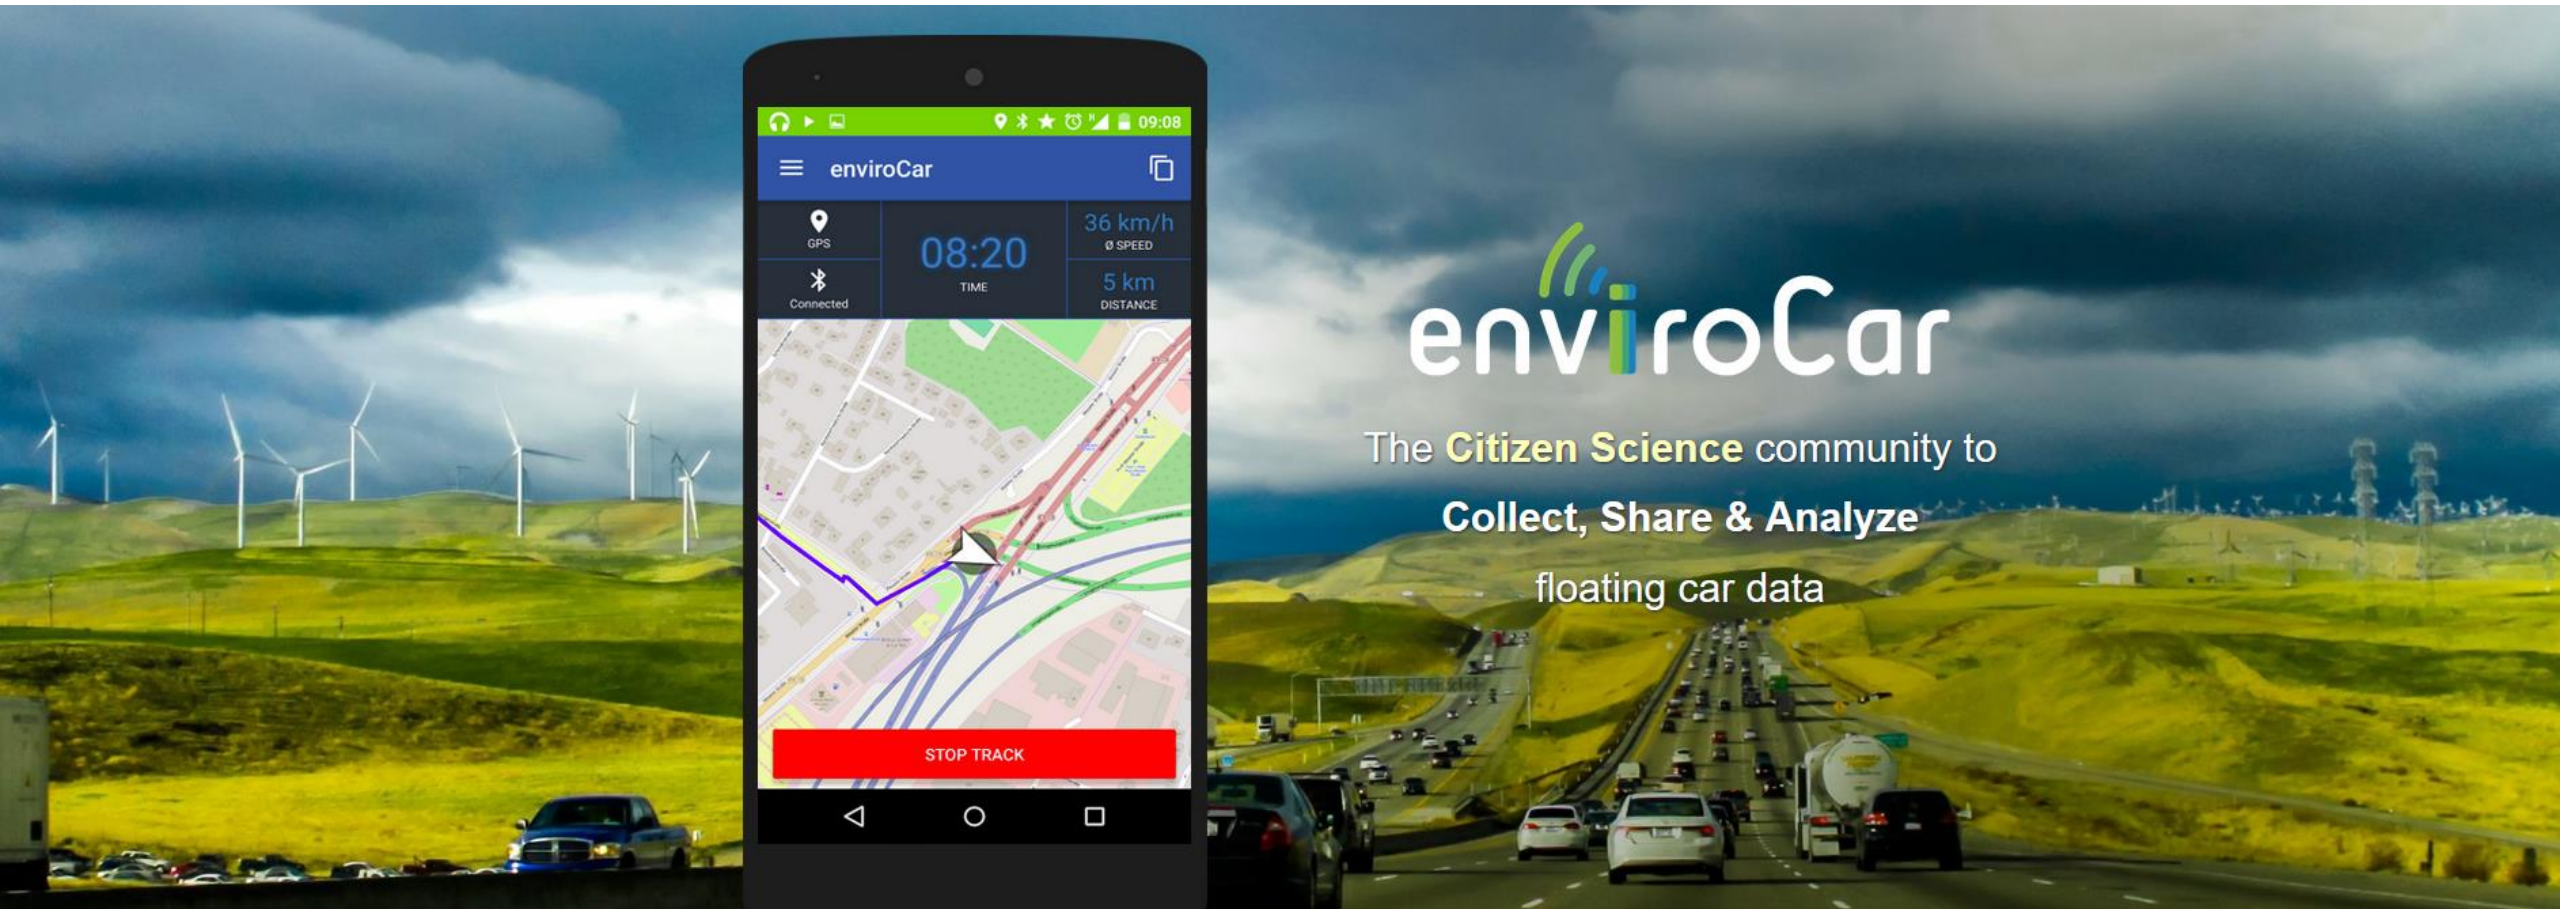 09:08
enviroCar
GPS
Connected
08:20
TIME
36 km/h
Ø SPEED
5 km
DISTANCE
STOP TRACK
enviroCar
The Citizen Science community to
Collect, Share & Analyze
floating car data